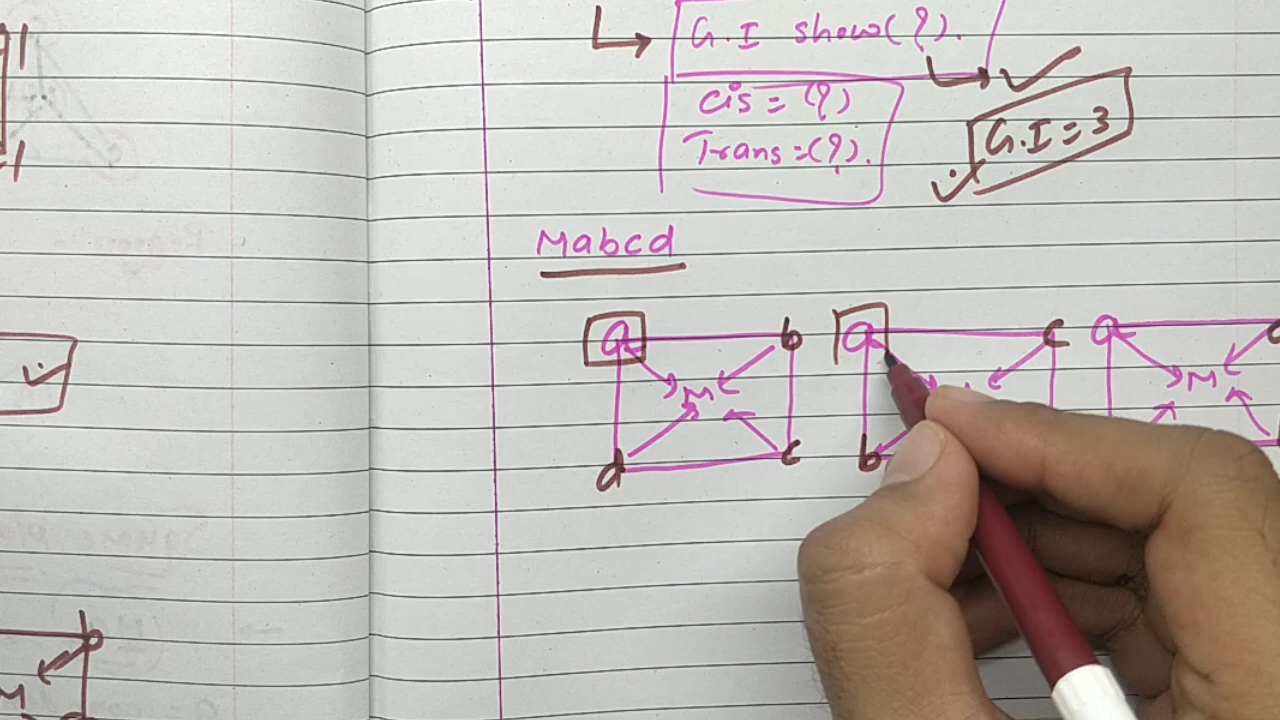 G.I show(?).
cis = (?)
Trans =(?).
G.I = 3
Mabcd
a b a c a
M M
d c b
M